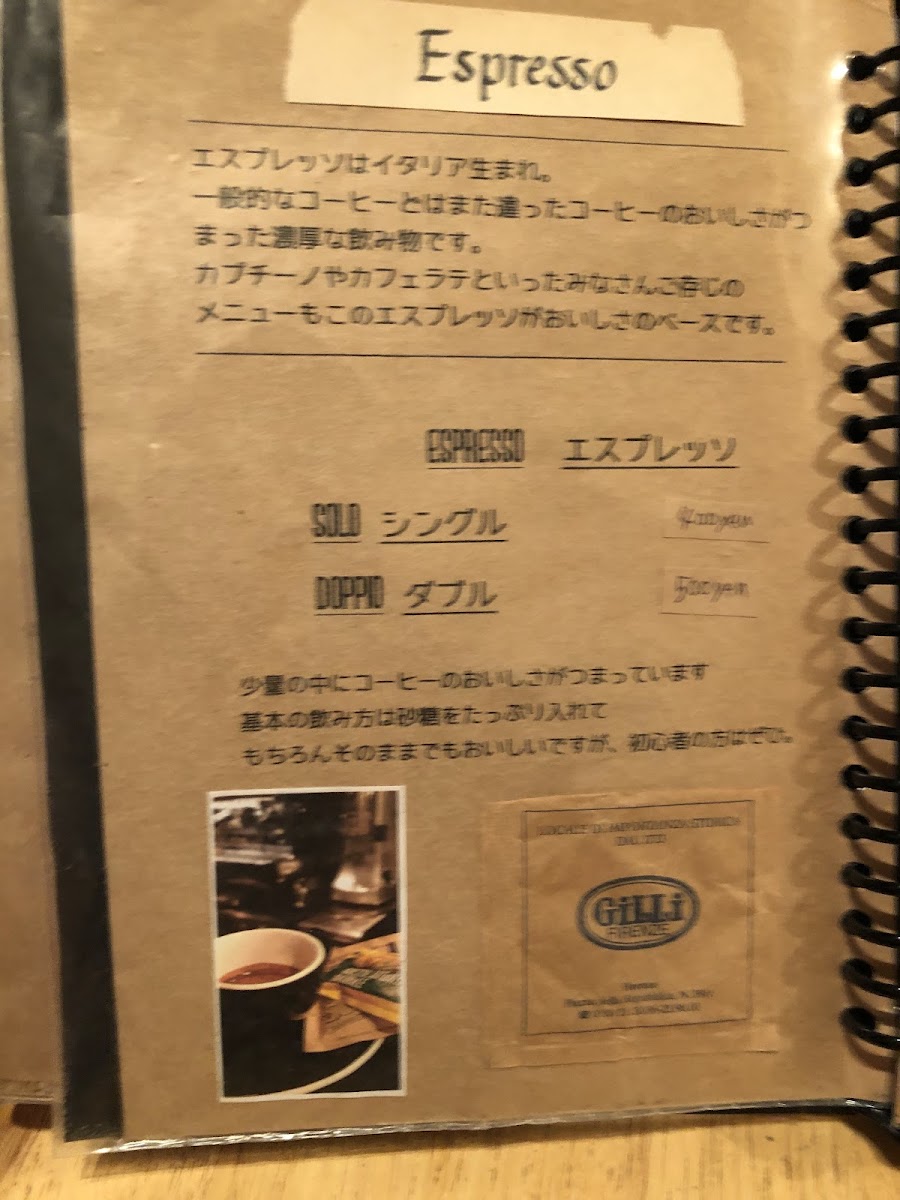 Espresso
エスプレッソはイタリア生まれ。
一般的なコーヒーとはまた違ったコーヒーのおいしさがつ
まった濃厚な飲み物です。
カプチーノやカフェラテといったみなさんご存じの
メニューもこのエスプレッソがおいしさのベースです。
ESPRESSO エスプレッソ
SOLO シングル 400yen
DOPPIO ダブル 500yen
少量の中にコーヒーのおいしさがつまっています
基本の飲み方は砂糖をたっぷり入れて
もちろんそのままでもおいしいですが、初心者の方はぜひ。
DAL 1733
GiLLi
FIRENZE